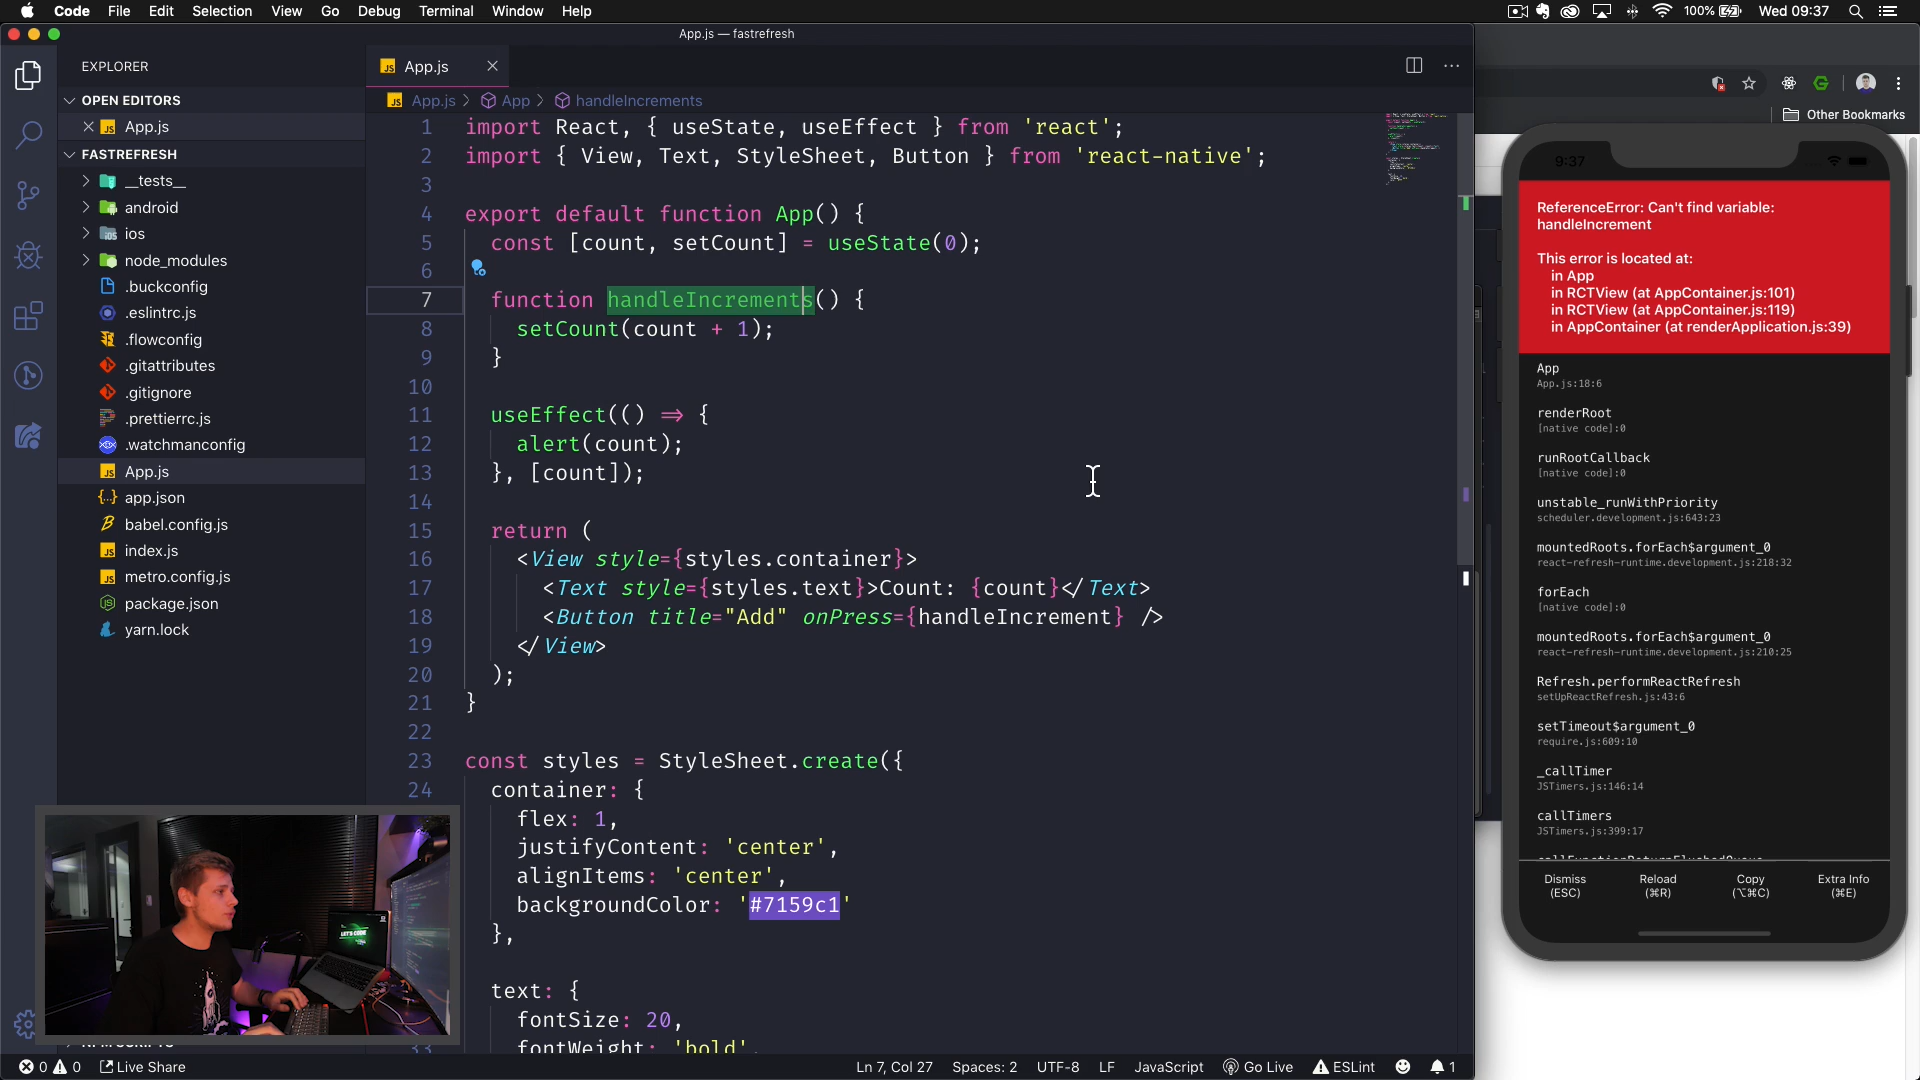 Code File Edit Selection View Go Debug Terminal Window Help
100% Wed 09:37
App.js — fastrefresh
EXPLORER
OPEN EDITORS
App.js
FASTREFRESH
__tests__
android
ios
node_modules
.buckconfig
.eslintrc.js
.flowconfig
.gitattributes
.gitignore
.prettierrc.js
.watchmanconfig
App.js
app.json
babel.config.js
index.js
metro.config.js
package.json
yarn.lock
App.js
App.js > App > handleIncrements
1 import React, { useState, useEffect } from 'react';
2 import { View, Text, StyleSheet, Button } from 'react-native';
3
4 export default function App() {
5 const [count, setCount] = useState(0);
6
7 function handleIncrements() {
8 setCount(count + 1);
9 }
10
11 useEffect(() => {
12 alert(count);
13 }, [count]);
14
15 return (
16 <View style={styles.container}>
17 <Text style={styles.text}>Count: {count}</Text>
18 <Button title="Add" onPress={handleIncrement} />
19 </View>
20 );
21 }
22
23 const styles = StyleSheet.create({
24 container: {
flex: 1,
justifyContent: 'center',
alignItems: 'center',
backgroundColor: '#7159c1'
},
text: {
fontSize: 20,
33 fontWeight: 'bold',
LET'S CODE
NPM SCRIPTS
0 0 Live Share
Ln 7, Col 27 Spaces: 2 UTF-8 LF JavaScript Go Live ESLint 1
Other Bookmarks
9:37
ReferenceError: Can't find variable:
handleIncrement
This error is located at:
in App
in RCTView (at AppContainer.js:101)
in RCTView (at AppContainer.js:119)
in AppContainer (at renderApplication.js:39)
App
App.js:18:6
renderRoot
[native code]:0
runRootCallback
[native code]:0
unstable_runWithPriority
scheduler.development.js:643:23
mountedRoots.forEach$argument_0
react-refresh-runtime.development.js:218:32
forEach
[native code]:0
mountedRoots.forEach$argument_0
react-refresh-runtime.development.js:210:25
Refresh.performReactRefresh
setUpReactRefresh.js:43:6
setTimeout$argument_0
require.js:609:10
_callTimer
JSTimers.js:146:14
callTimers
JSTimers.js:399:17
Dismiss
(ESC)
Reload
(⌘R)
Copy
(⌥⌘C)
Extra Info
(⌘E)